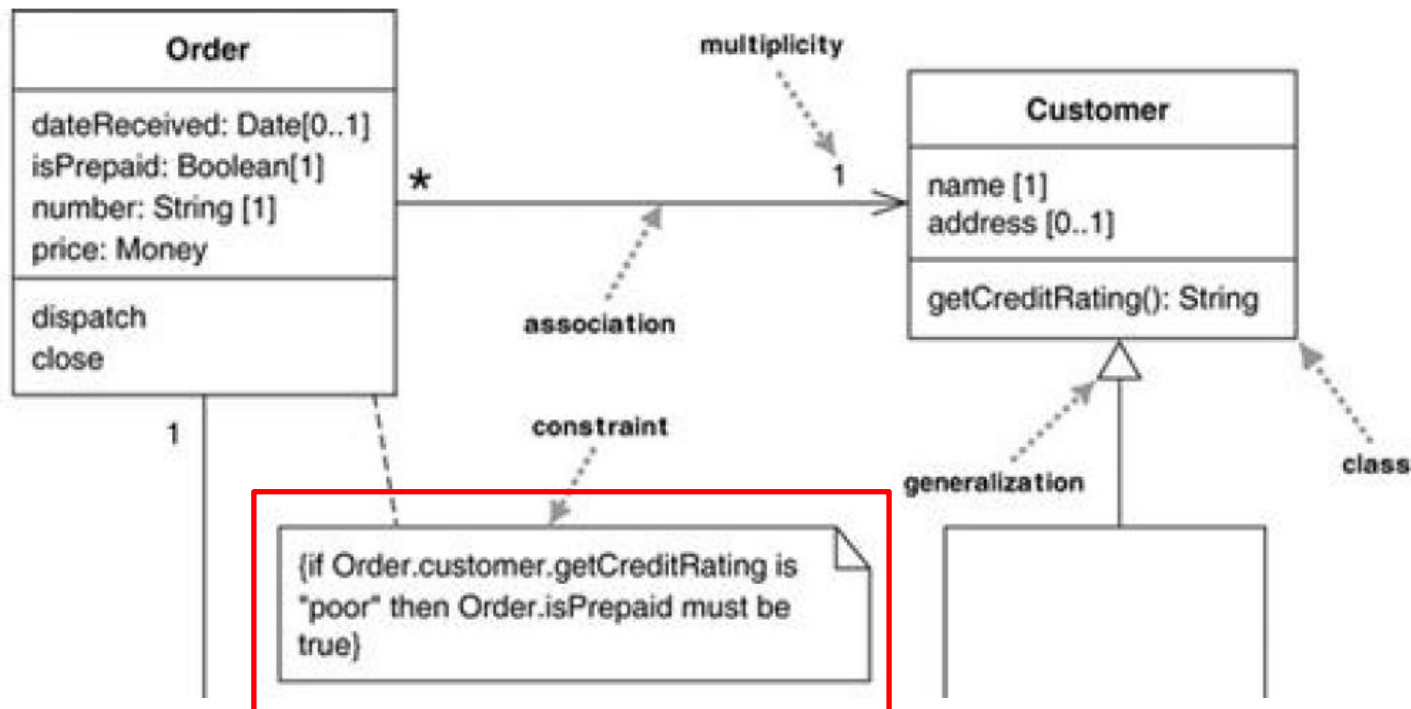 Order
dateReceived: Date[0..1]
isPrepaid: Boolean[1]
number: String [1]
price: Money
dispatch
close
1
*
multiplicity
1
association
Customer
name [1]
address [0..1]
getCreditRating(): String
constraint
generalization
class
{if Order.customer.getCreditRating is
"poor" then Order.isPrepaid must be
true}